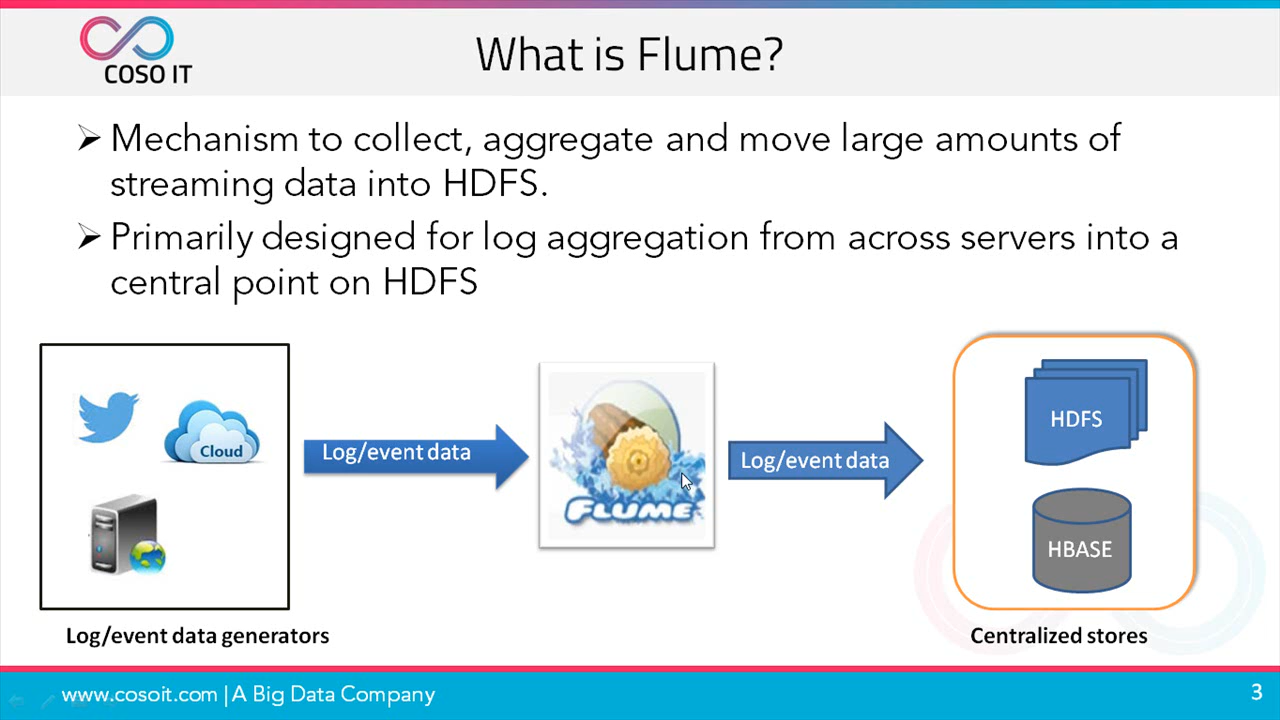 COSO IT
What is Flume?
Mechanism to collect, aggregate and move large amounts of
streaming data into HDFS.
Primarily designed for log aggregation from across servers into a
central point on HDFS
Cloud
Log/event data
FLUME
Log/event data
HDFS
HBASE
Log/event data generators
Centralized stores
www.cosoit.com | A Big Data Company
3